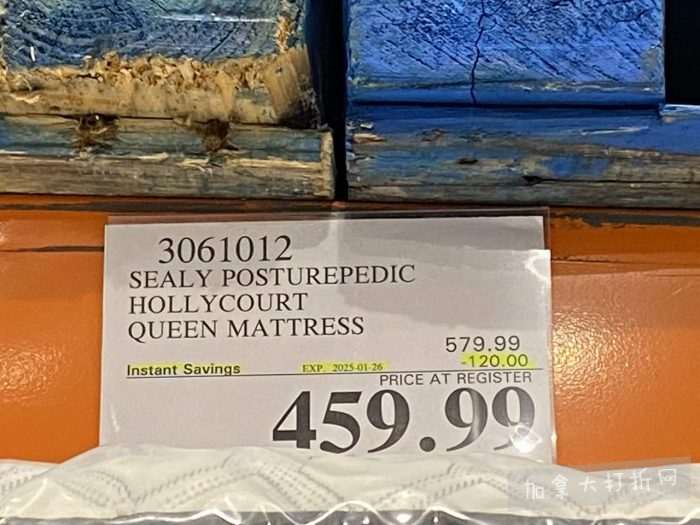 3061012
SEALY POSTUREPEDIC
HOLLYCOURT
QUEEN MATTRESS
579.99
Instant Savings EXP. 2025-01-26 -120.00
PRICE AT REGISTER
459.99
加拿大打折网